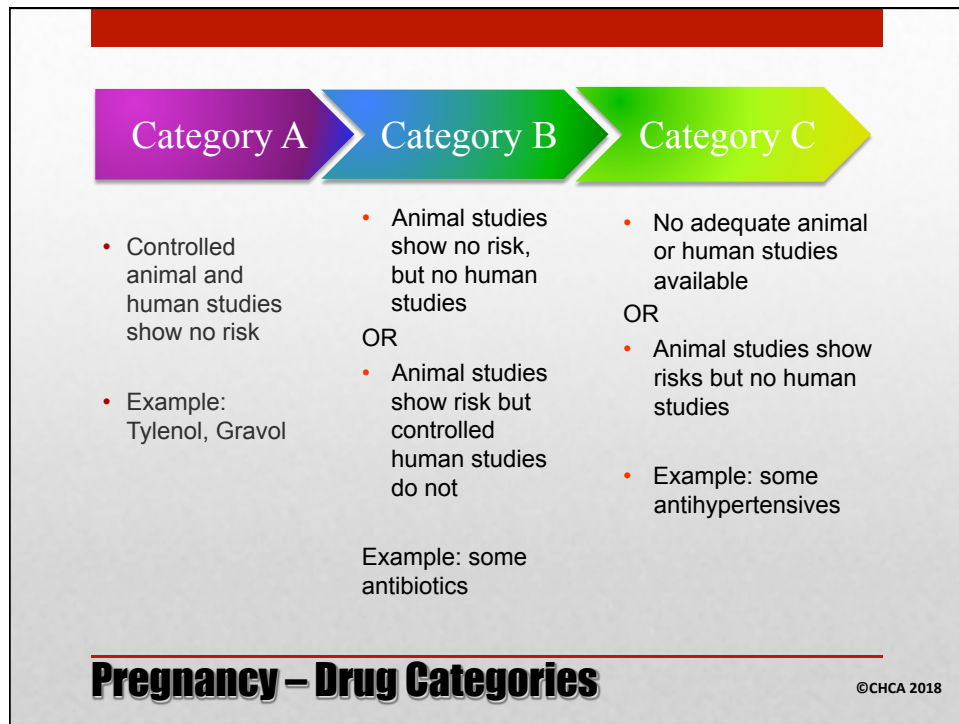 Category A
Category B
Category C
• Controlled
animal and
human studies
show no risk
• Example:
Tylenol, Gravol
• Animal studies
show no risk,
but no human
studies
OR
• Animal studies
show risk but
controlled
human studies
do not
Example: some
antibiotics
• No adequate animal
or human studies
available
OR
• Animal studies show
risks but no human
studies
• Example: some
antihypertensives
Pregnancy – Drug Categories
©CHCA 2018